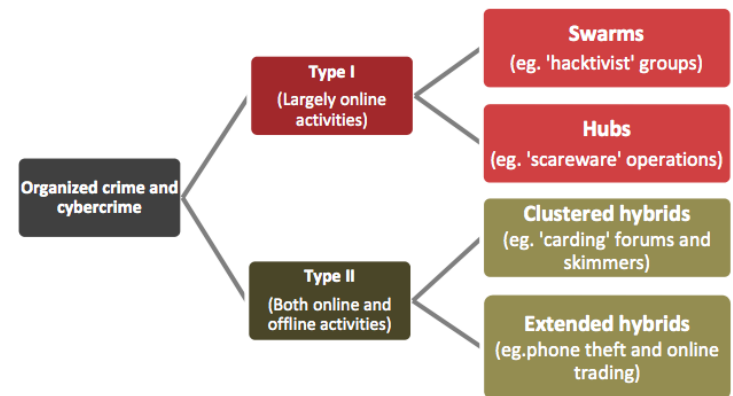 Swarms
(eg. 'hacktivist' groups)
Type I
(Largely online
activities)
Hubs
(eg. 'scareware' operations)
Organized crime and
cybercrime
Clustered hybrids
(eg. 'carding' forums and
skimmers)
Type II
(Both online and
offline activities)
Extended hybrids
(eg.phone theft and online
trading)